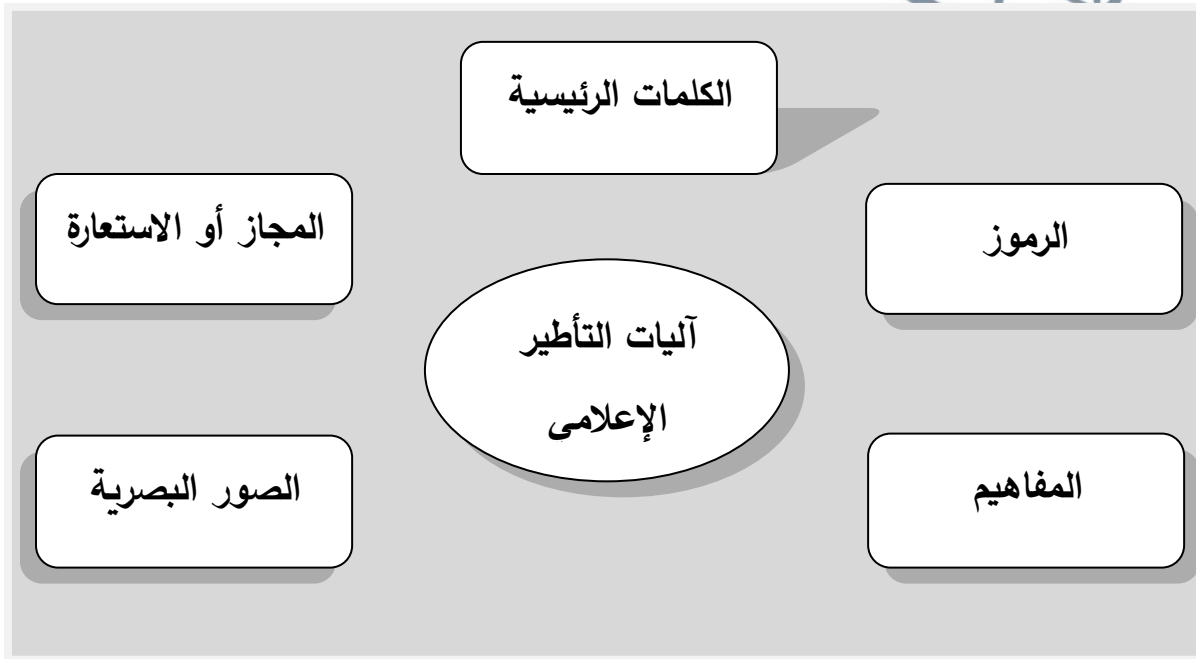 الكلمات الرئيسية
المجاز أو الاستعارة
الرموز
آليات التأطير
الإعلامى
الصور البصرية
المفاهيم